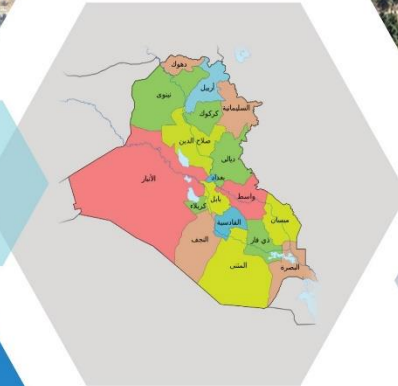 دهوك
نينوى
أربيل
السليمانية
كركوك
صلاح الدين
ديالى
الأنبار
بغداد
واسط
بابل
كربلاء
القادسية
ميسان
النجف
ذي قار
المثنى
البصرة